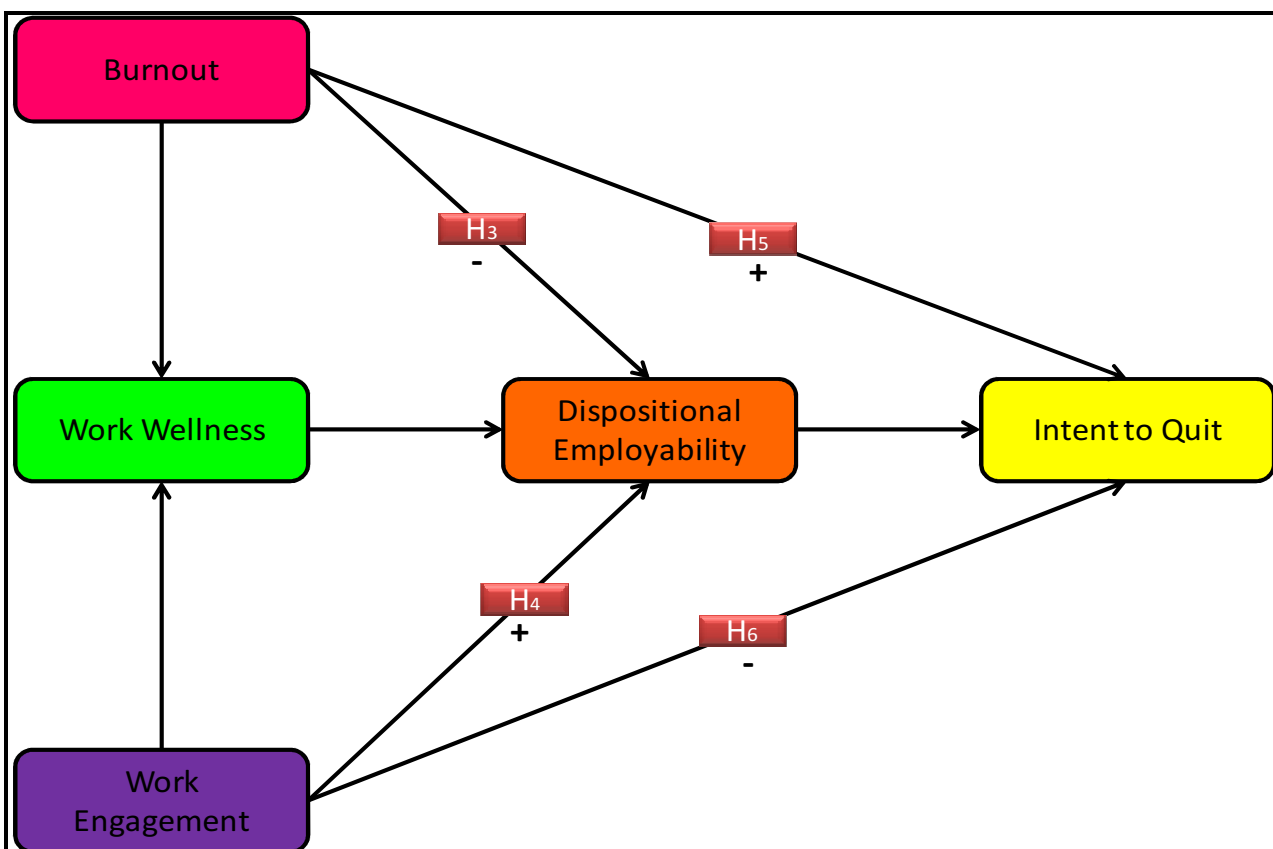 Burnout
H3
-
H5
+
Work Wellness
Dispositional
Employability
Intent to Quit
H4
+
H6
-
Work
Engagement